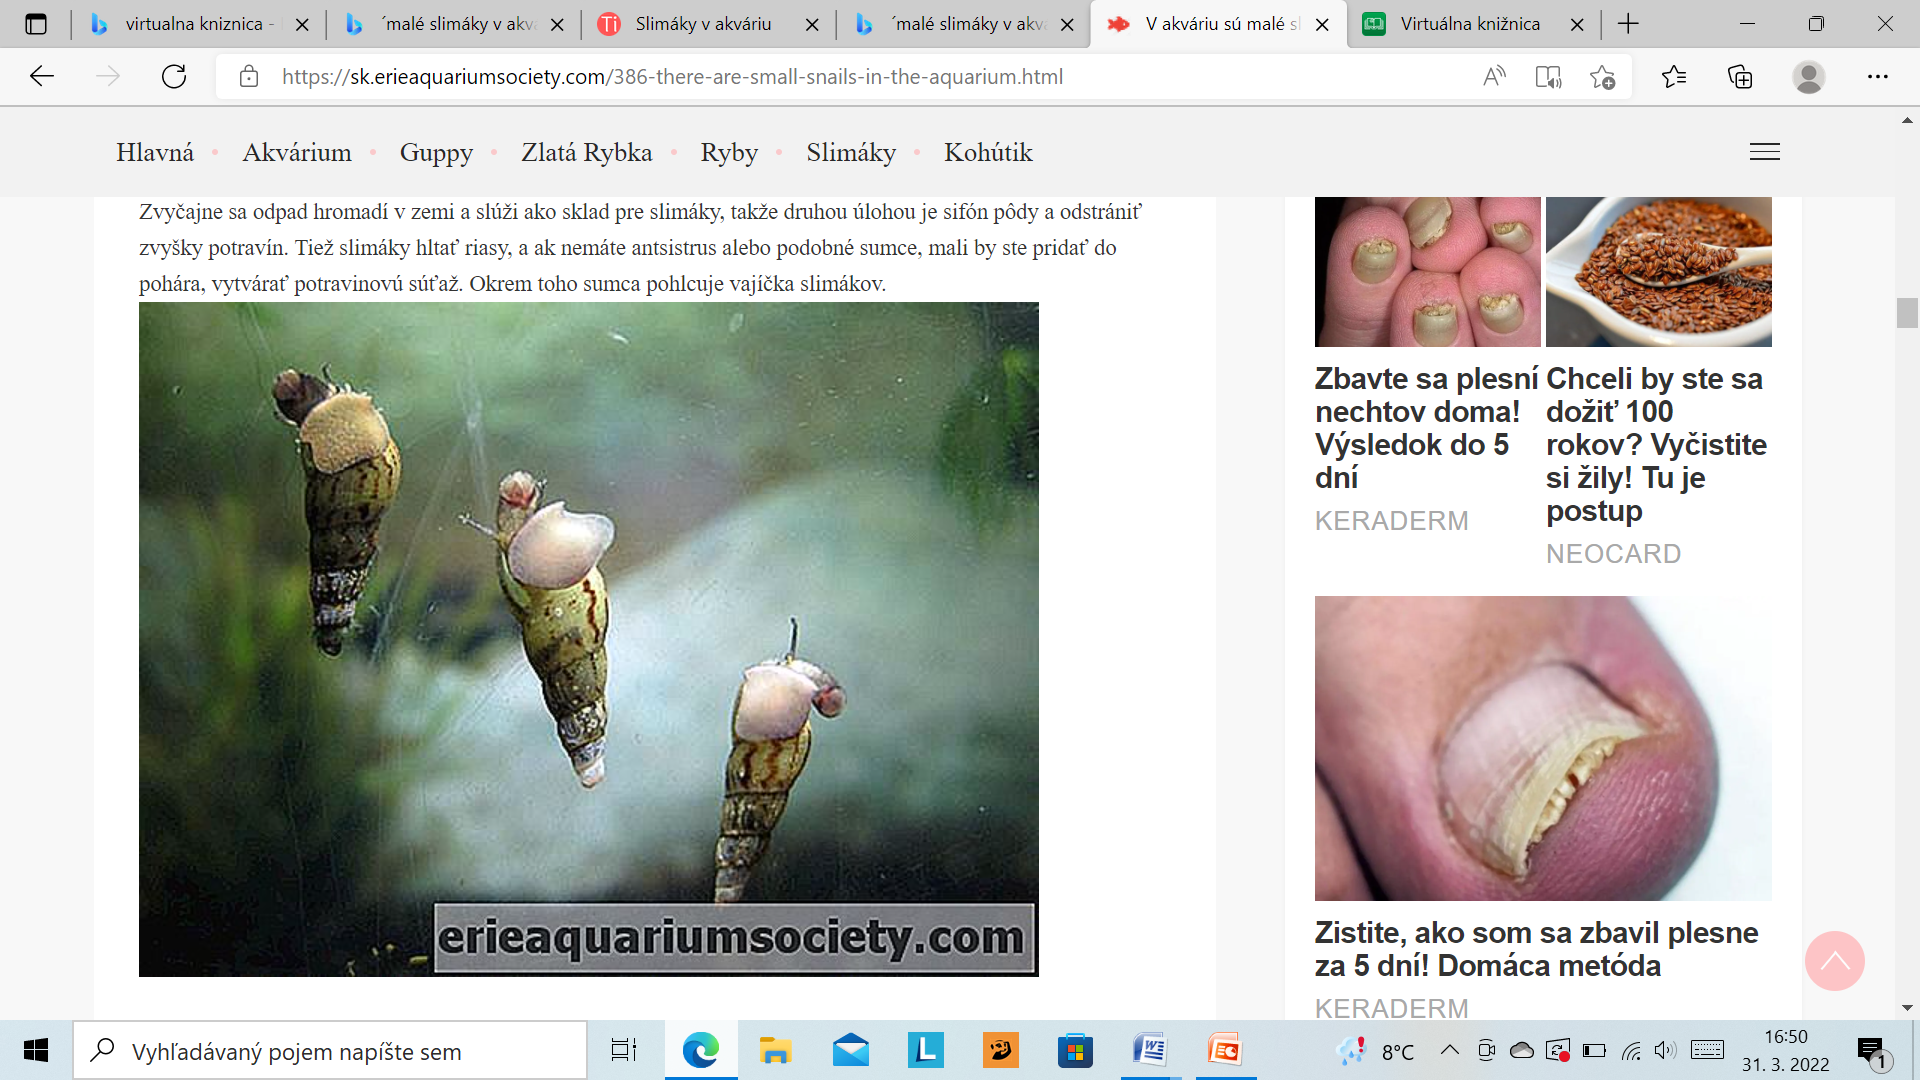 virtualna kniznica -
´malé slimáky v akva
Slimáky v akváriu
´malé slimáky v akva
V akváriu sú malé sl
Virtuálna knižnica
https://sk.erieaquariumsociety.com/386-there-are-small-snails-in-the-aquarium.html
Hlavná • Akvárium • Guppy • Zlatá Rybka • Ryby • Slimáky • Kohútik
Zvyčajne sa odpad hromadí v zemi a slúži ako sklad pre slimáky, takže druhou úlohou je sifón pôdy a odstrániť
zvyšky potravín. Tiež slimáky hltať riasy, a ak nemáte antsistrus alebo podobné sumce, mali by ste pridať do
pohára, vytvárať potravinovú súťaž. Okrem toho sumca pohlcuje vajíčka slimákov.
erieaquariumsociety.com
Zbavte sa plesní
nechtov doma!
Výsledok do 5
dní
KERADERM
Chceli by ste sa
dožiť 100
rokov? Vyčistite
si žily! Tu je
postup
NEOCARD
Zistite, ako som sa zbavil plesne
za 5 dní! Domáca metóda
KERADERM
Vyhľadávaný pojem napíšte sem
8°C
16:50
31. 3. 2022
1